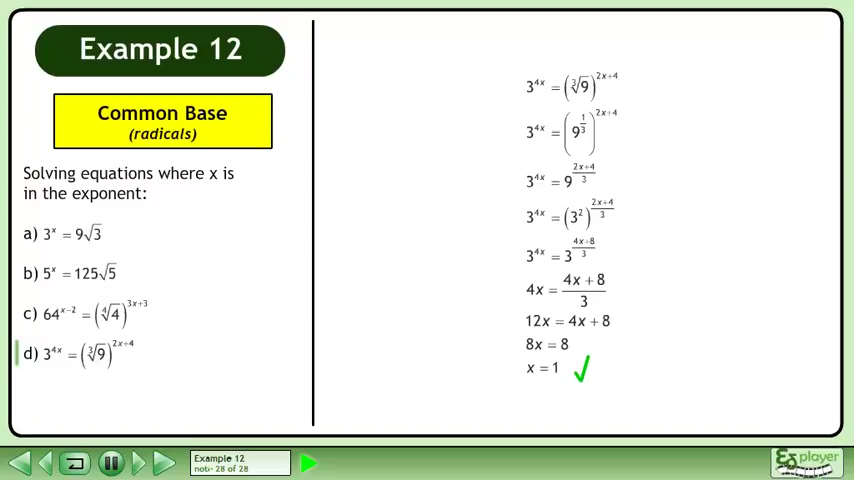 Example 12
Common Base
(radicals)
Solving equations where x is
in the exponent:
a) 3^x = 9√3
b) 5^x = 125√5
c) 64^(x−2) = (∜4)^(3x+3)
d) 3^(4x) = (∛9)^(2x+4)
3^(4x) = (∛9)^(2x+4)
3^(4x) = (9^(1/3))^(2x+4)
3^(4x) = 9^((2x+4)/3)
3^(4x) = (3^2)^((2x+4)/3)
3^(4x) = 3^((4x+8)/3)
4x = (4x + 8)/3
12x = 4x + 8
8x = 8
x = 1 ✓
Example 12
note 28 of 28
player